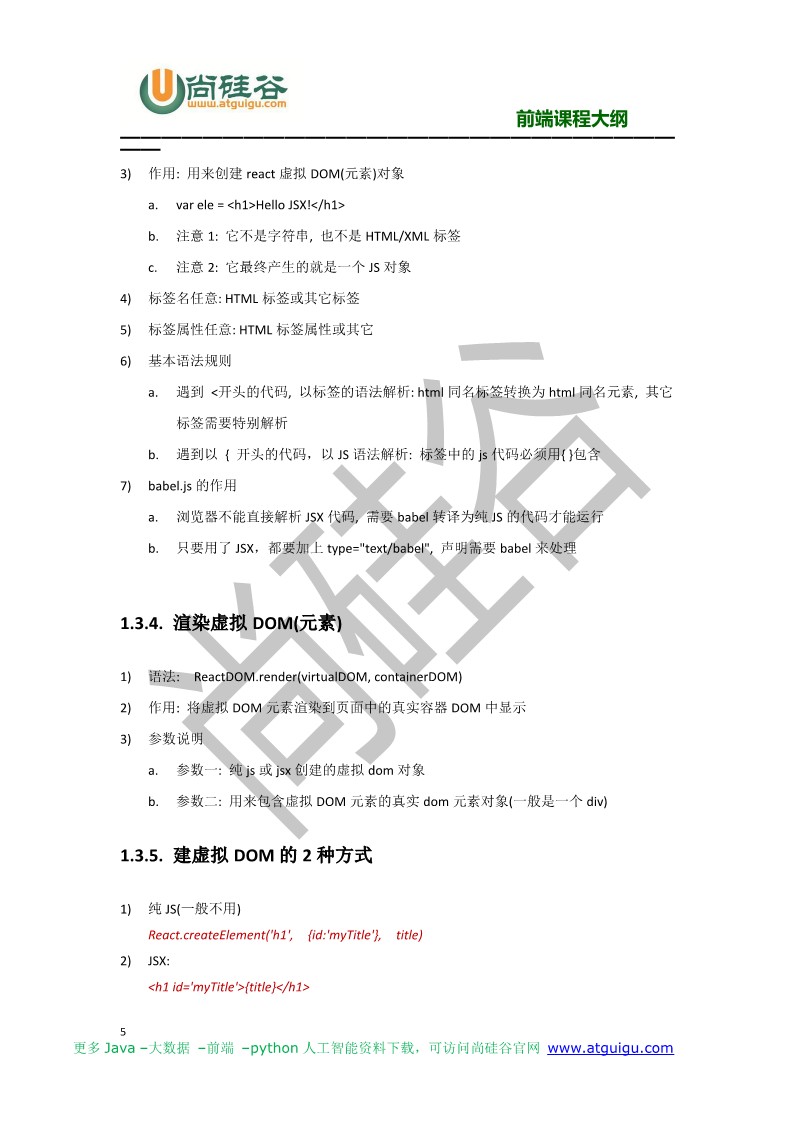 尚硅谷
www.atguigu.com
前端课程大纲
3) 作用: 用来创建 react 虚拟 DOM(元素)对象
a. var ele = <h1>Hello JSX!</h1>
b. 注意 1: 它不是字符串, 也不是 HTML/XML 标签
c. 注意 2: 它最终产生的就是一个 JS 对象
4) 标签名任意: HTML 标签或其它标签
5) 标签属性任意: HTML 标签属性或其它
6) 基本语法规则
a. 遇到 <开头的代码, 以标签的语法解析: html 同名标签转换为 html 同名元素, 其它
标签需要特别解析
b. 遇到以 { 开头的代码，以 JS 语法解析: 标签中的 js 代码必须用{ }包含
7) babel.js 的作用
a. 浏览器不能直接解析 JSX 代码, 需要 babel 转译为纯 JS 的代码才能运行
b. 只要用了 JSX，都要加上 type="text/babel", 声明需要 babel 来处理
1.3.4. 渲染虚拟 DOM(元素)
1) 语法: ReactDOM.render(virtualDOM, containerDOM)
2) 作用: 将虚拟 DOM 元素渲染到页面中的真实容器 DOM 中显示
3) 参数说明
a. 参数一: 纯 js 或 jsx 创建的虚拟 dom 对象
b. 参数二: 用来包含虚拟 DOM 元素的真实 dom 元素对象(一般是一个 div)
1.3.5. 建虚拟 DOM 的 2 种方式
1) 纯 JS(一般不用)
React.createElement('h1', {id:'myTitle'}, title)
2) JSX:
<h1 id='myTitle'>{title}</h1>
5
更多 Java –大数据 –前端 –python 人工智能资料下载，可访问尚硅谷官网 www.atguigu.com
尚硅谷